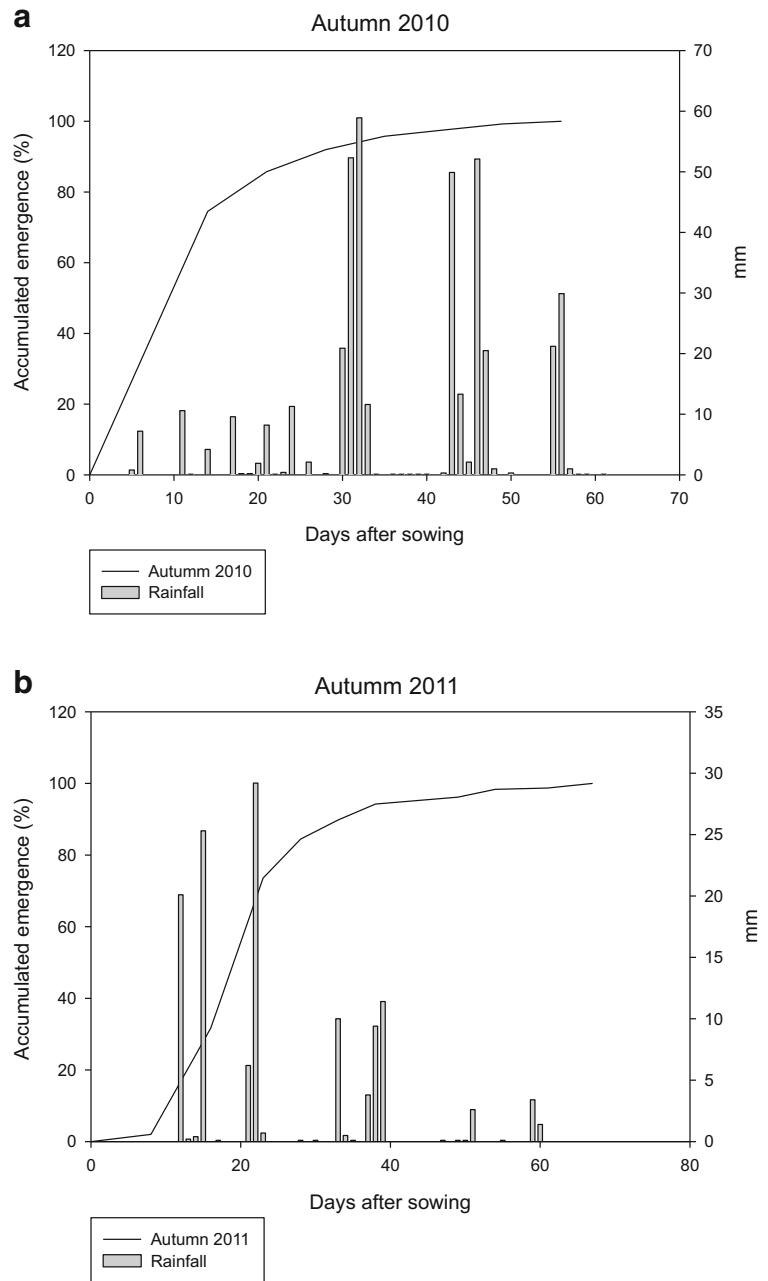 a
Autumn 2010
120
100
80
60
40
20
0
Accumulated emergence (%)
70
60
50
40
30
20
10
0
mm
0 10 20 30 40 50 60 70
Days after sowing
Autumm 2010
Rainfall
b
Autumm 2011
120
100
80
60
40
20
0
Accumulated emergence (%)
35
30
25
20
15
10
5
0
mm
0 20 40 60 80
Days after sowing
Autumm 2011
Rainfall